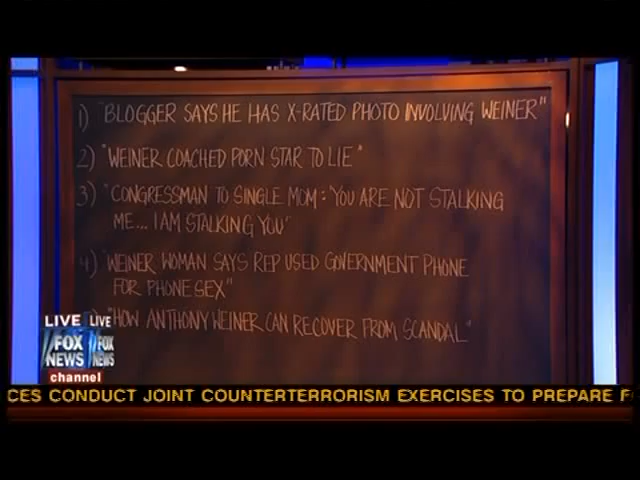 1) "BLOGGER SAYS HE HAS X-RATED PHOTO INVOLVING WEINER"
2) "WEINER COACHED PORN STAR TO LIE"
3) "CONGRESSMAN TO SINGLE MOM: YOU ARE NOT STALKING
ME... I AM STALKING YOU"
4) "WEINER" WOMAN SAYS REP USED GOVERNMENT PHONE
FOR PHONE SEX"
"HOW ANTHONY WEINER CAN RECOVER FROM SCANDAL"
LIVE LIVE
FOX FOX
NEWS NEWS
channel
CES CONDUCT JOINT COUNTERTERRORISM EXERCISES TO PREPARE F